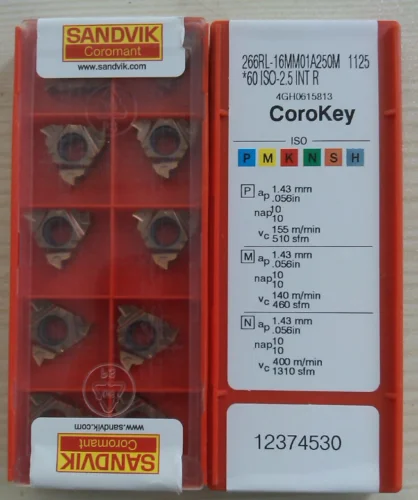 SANDVIK
Coromant
www.sandvik.com
www.sandvik.com
Coromant
SANDVIK
266RL-16MM01A250M 1125
*60 ISO-2.5 INT R
4GH0615813
CoroKey
ISO
P M K N S H
P ap 1.43 mm
.056in
nap 10
10
vc 155 m/min
510 sfm
M ap 1.43 mm
.056in
nap 10
10
vc 140 m/min
460 sfm
N ap 1.43 mm
.056in
nap 10
10
vc 400 m/min
1310 sfm
12374530